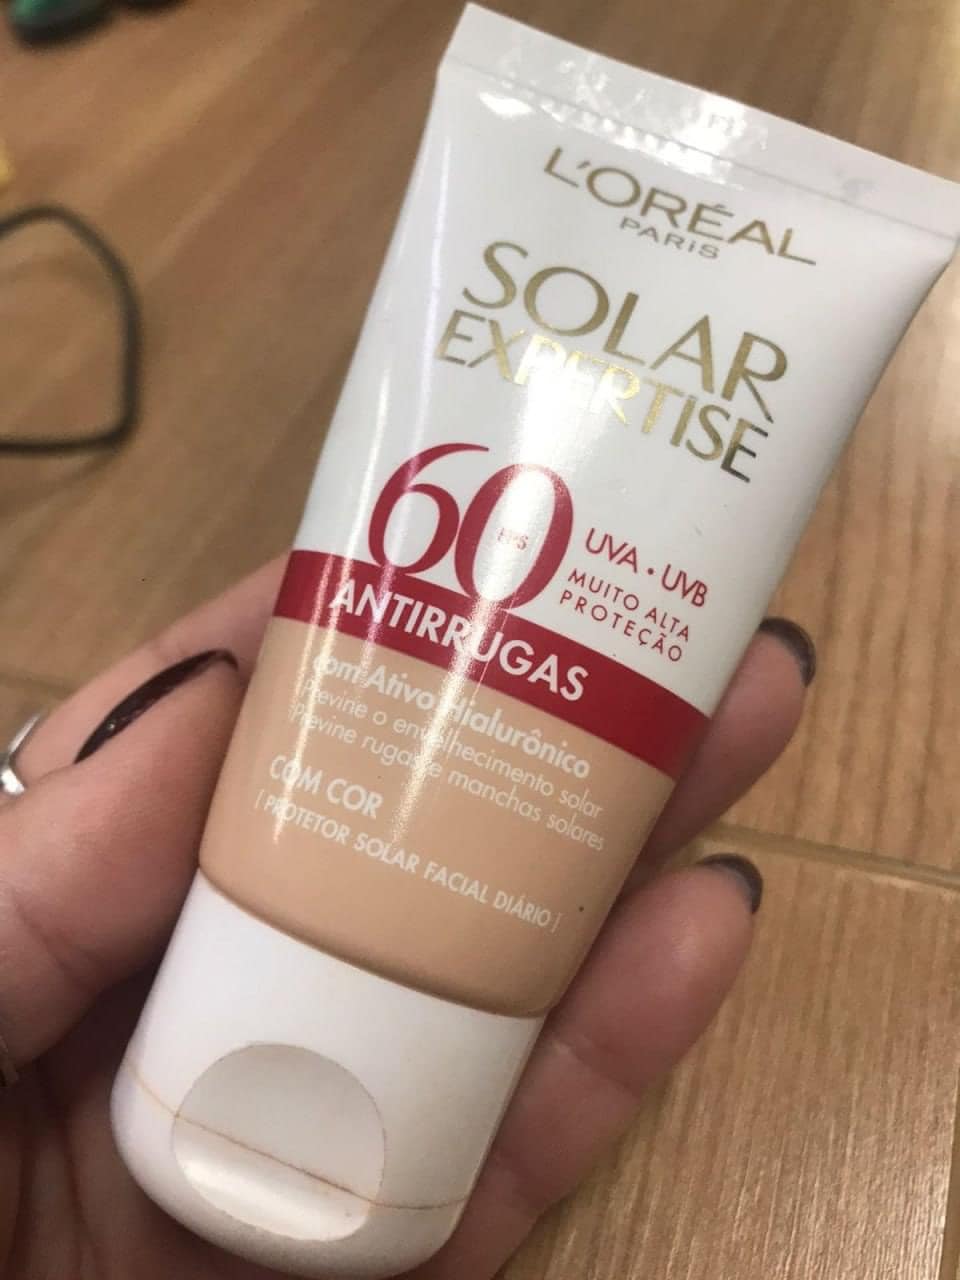 L'ORÉAL
PARIS
SOLAR
EXPERTISE
60
FPS
UVA • UVB
MUITO ALTA
PROTEÇÃO
ANTIRRUGAS
com Ativo Hialurônico
Previne o envelhecimento solar
Previne rugas e manchas solares
COM COR
[ PROTETOR SOLAR FACIAL DIÁRIO ]